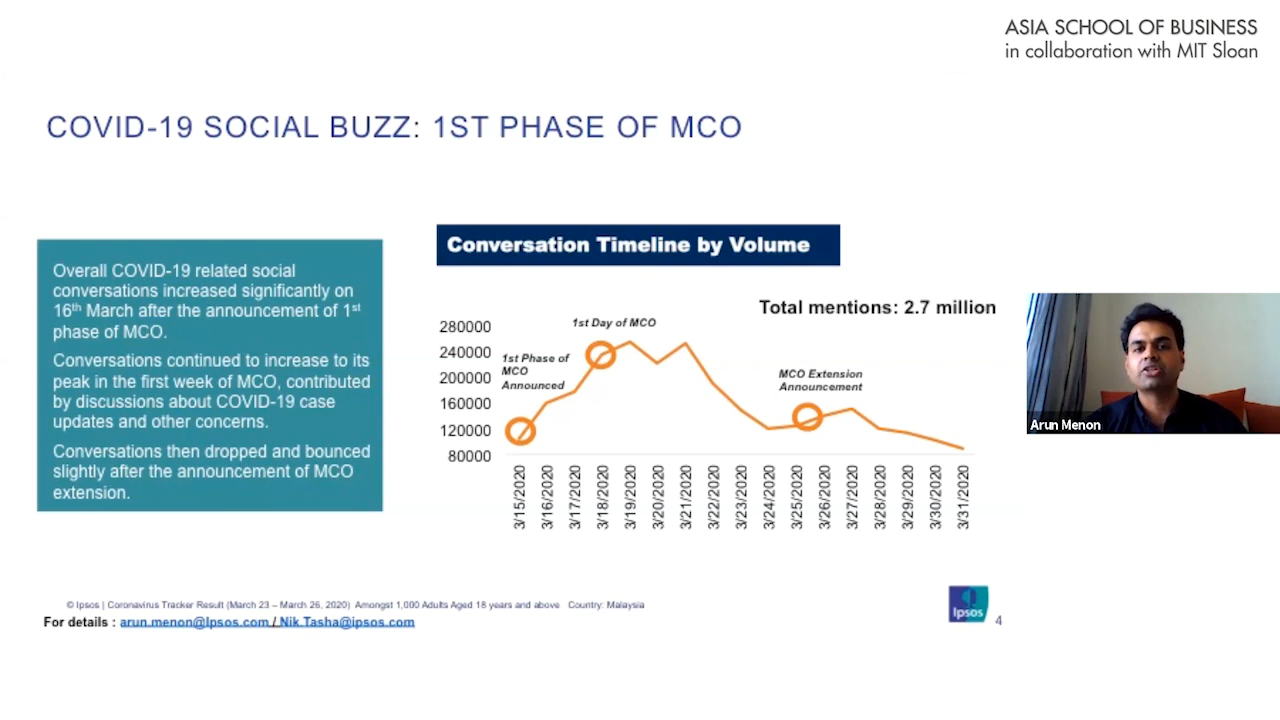 ASIA SCHOOL OF BUSINESS
in collaboration with MIT Sloan
COVID-19 SOCIAL BUZZ: 1ST PHASE OF MCO
Overall COVID-19 related social
conversations increased significantly on
16th March after the announcement of 1st
phase of MCO.
Conversations continued to increase to its
peak in the first week of MCO, contributed
by discussions about COVID-19 case
updates and other concerns.
Conversations then dropped and bounced
slightly after the announcement of MCO
extension.
Conversation Timeline by Volume
Total mentions: 2.7 million
280000
240000
200000
160000
120000
80000
1st Day of MCO
1st Phase of
MCO
Announced
MCO Extension
Announcement
3/15/2020
3/16/2020
3/17/2020
3/18/2020
3/19/2020
3/20/2020
3/21/2020
3/22/2020
3/23/2020
3/24/2020
3/25/2020
3/26/2020
3/27/2020
3/28/2020
3/29/2020
3/30/2020
3/31/2020
Arun Menon
© Ipsos | Coronavirus Tracker Result (March 23 – March 26, 2020) Amongst 1,000 Adults Aged 18 years and above Country: Malaysia
For details : arun.menon@Ipsos.com / Nik.Tasha@ipsos.com
Ipsos
4